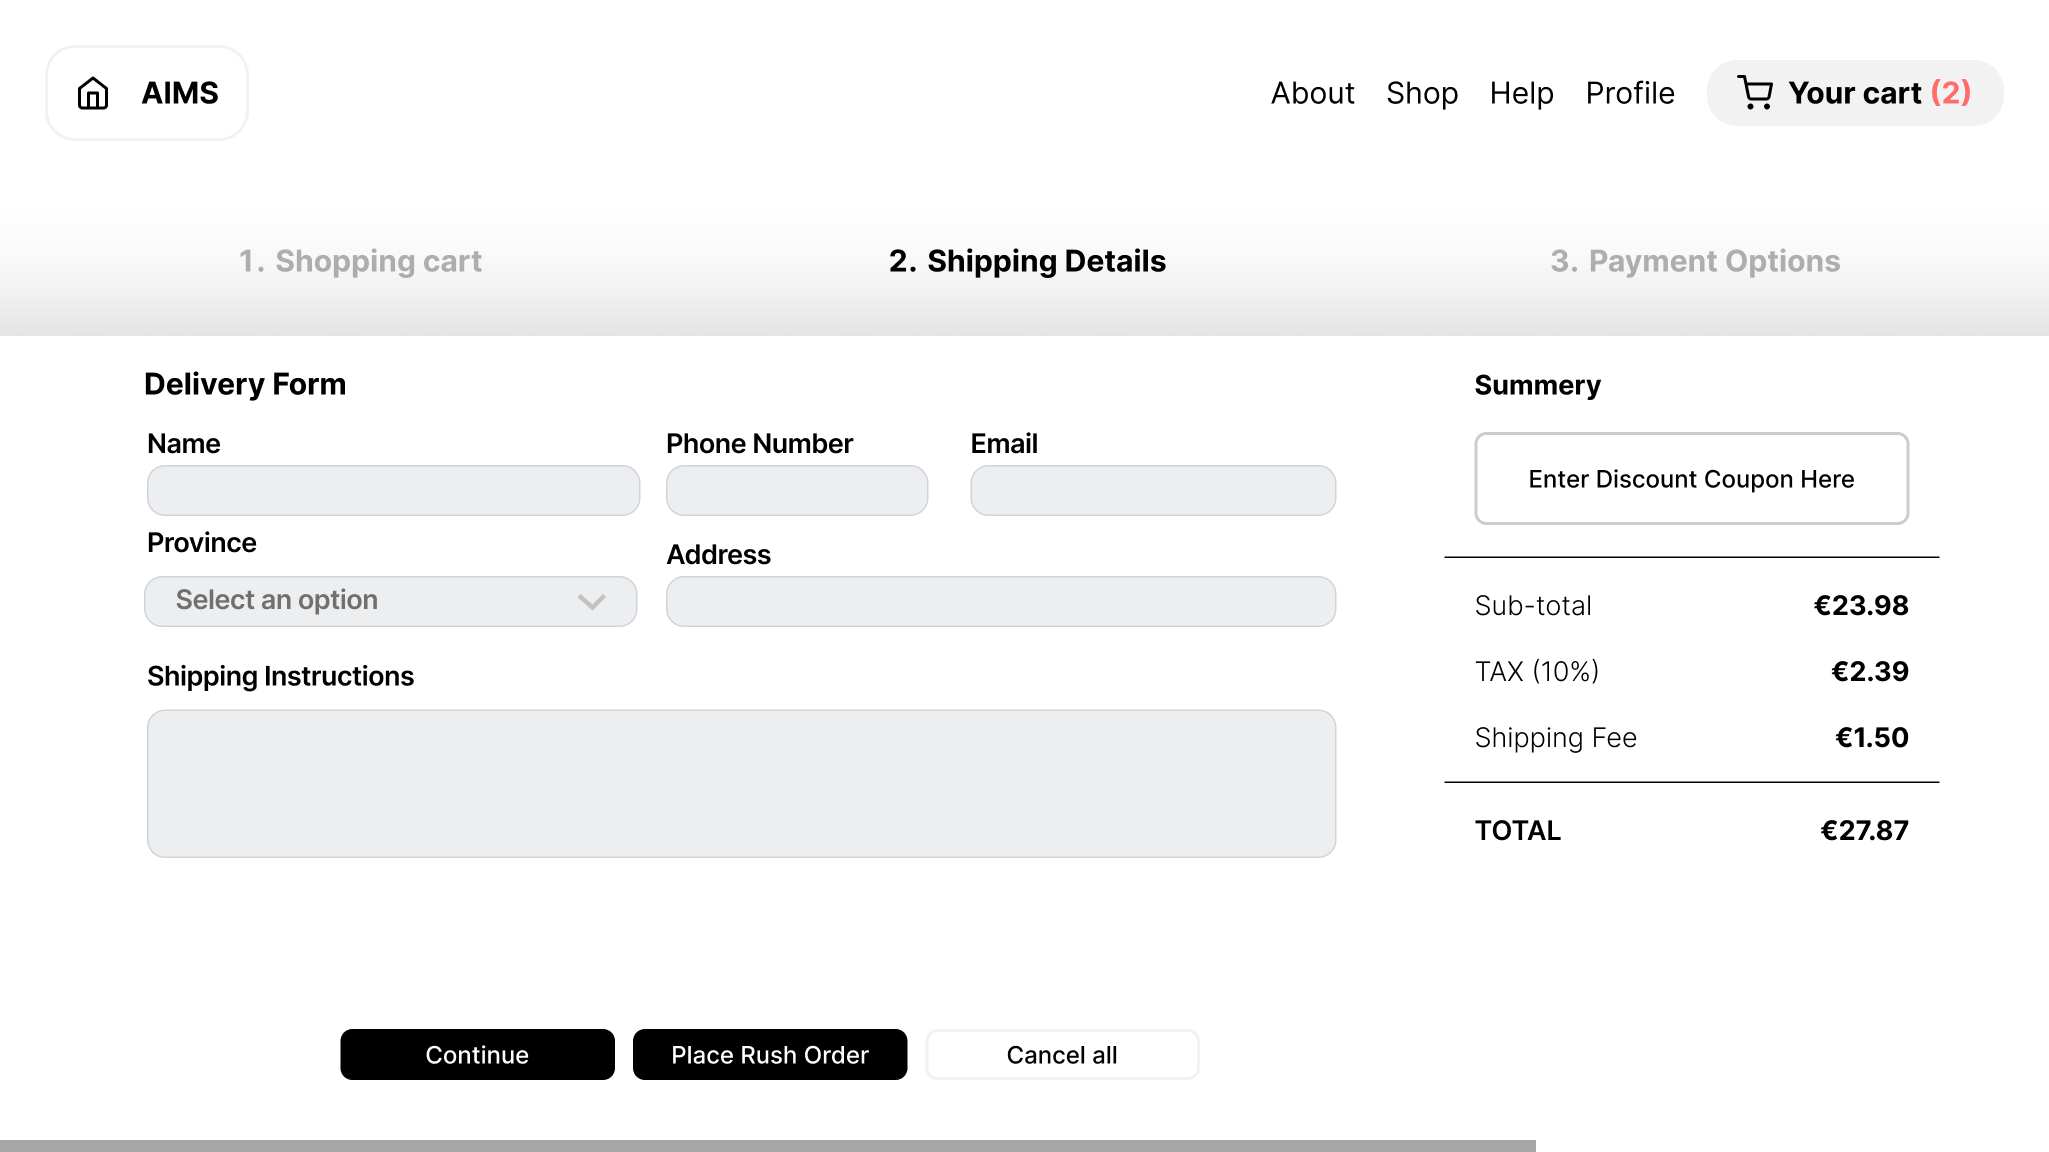 AIMS
About Shop Help Profile Your cart (2)
1. Shopping cart 2. Shipping Details 3. Payment Options
Delivery Form
Name Phone Number Email
Province Address
Select an option
Shipping Instructions
Continue Place Rush Order Cancel all
Summery
Enter Discount Coupon Here
Sub-total €23.98
TAX (10%) €2.39
Shipping Fee €1.50
TOTAL €27.87